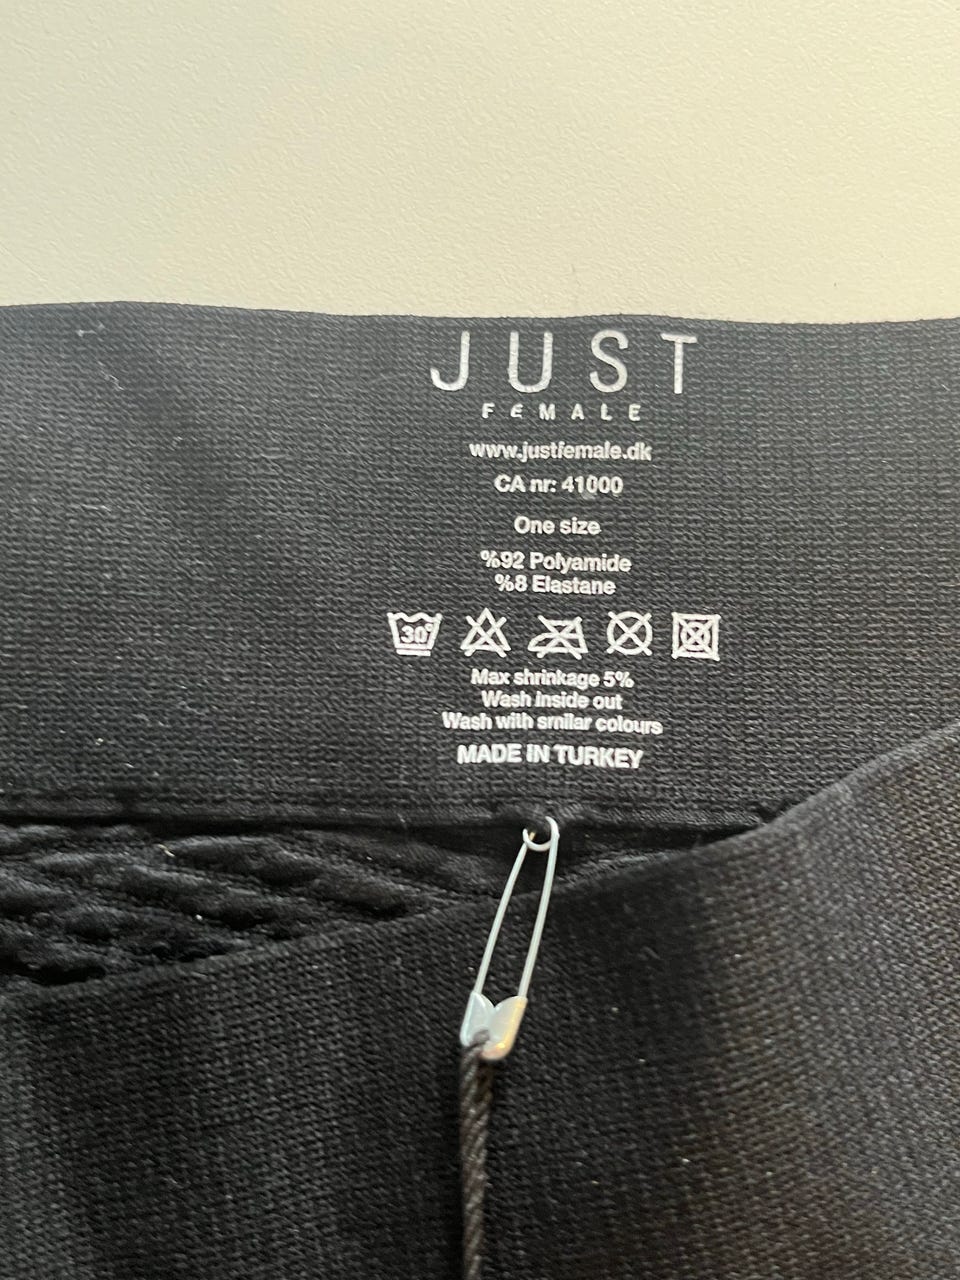 JUST
FEMALE
www.justfemale.dk
CA nr: 41000
One size
%92 Polyamide
%8 Elastane
30°
Max shrinkage 5%
Wash inside out
Wash with smilar colours
MADE IN TURKEY